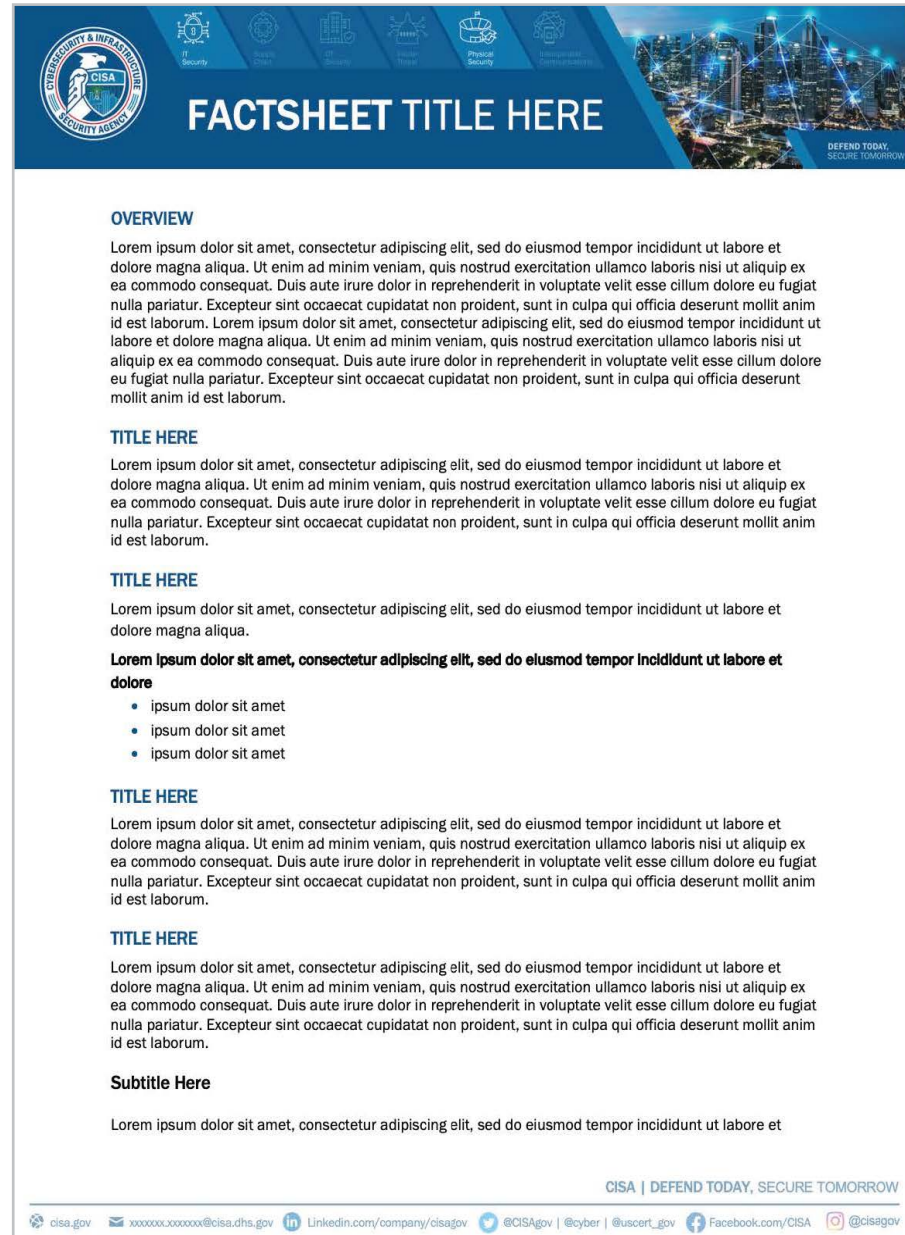 CYBERSECURITY & INFRASTRUCTURE
SECURITY AGENCY
CISA
IT
Security
Supply
Chain
OT
Security
Insider
Threat
Physical
Security
Interoperable
Communications
FACTSHEET TITLE HERE
DEFEND TODAY,
SECURE TOMORROW
OVERVIEW
Lorem ipsum dolor sit amet, consectetur adipiscing elit, sed do eiusmod tempor incididunt ut labore et
dolore magna aliqua. Ut enim ad minim veniam, quis nostrud exercitation ullamco laboris nisi ut aliquip ex
ea commodo consequat. Duis aute irure dolor in reprehenderit in voluptate velit esse cillum dolore eu fugiat
nulla pariatur. Excepteur sint occaecat cupidatat non proident, sunt in culpa qui officia deserunt mollit anim
id est laborum. Lorem ipsum dolor sit amet, consectetur adipiscing elit, sed do eiusmod tempor incididunt ut
labore et dolore magna aliqua. Ut enim ad minim veniam, quis nostrud exercitation ullamco laboris nisi ut
aliquip ex ea commodo consequat. Duis aute irure dolor in reprehenderit in voluptate velit esse cillum dolore
eu fugiat nulla pariatur. Excepteur sint occaecat cupidatat non proident, sunt in culpa qui officia deserunt
mollit anim id est laborum.
TITLE HERE
Lorem ipsum dolor sit amet, consectetur adipiscing elit, sed do eiusmod tempor incididunt ut labore et
dolore magna aliqua. Ut enim ad minim veniam, quis nostrud exercitation ullamco laboris nisi ut aliquip ex
ea commodo consequat. Duis aute irure dolor in reprehenderit in voluptate velit esse cillum dolore eu fugiat
nulla pariatur. Excepteur sint occaecat cupidatat non proident, sunt in culpa qui officia deserunt mollit anim
id est laborum.
TITLE HERE
Lorem ipsum dolor sit amet, consectetur adipiscing elit, sed do eiusmod tempor incididunt ut labore et
dolore magna aliqua.
Lorem ipsum dolor sit amet, consectetur adipiscing elit, sed do eiusmod tempor incididunt ut labore et
dolore
• ipsum dolor sit amet
• ipsum dolor sit amet
• ipsum dolor sit amet
TITLE HERE
Lorem ipsum dolor sit amet, consectetur adipiscing elit, sed do eiusmod tempor incididunt ut labore et
dolore magna aliqua. Ut enim ad minim veniam, quis nostrud exercitation ullamco laboris nisi ut aliquip ex
ea commodo consequat. Duis aute irure dolor in reprehenderit in voluptate velit esse cillum dolore eu fugiat
nulla pariatur. Excepteur sint occaecat cupidatat non proident, sunt in culpa qui officia deserunt mollit anim
id est laborum.
TITLE HERE
Lorem ipsum dolor sit amet, consectetur adipiscing elit, sed do eiusmod tempor incididunt ut labore et
dolore magna aliqua. Ut enim ad minim veniam, quis nostrud exercitation ullamco laboris nisi ut aliquip ex
ea commodo consequat. Duis aute irure dolor in reprehenderit in voluptate velit esse cillum dolore eu fugiat
nulla pariatur. Excepteur sint occaecat cupidatat non proident, sunt in culpa qui officia deserunt mollit anim
id est laborum.
Subtitle Here
Lorem ipsum dolor sit amet, consectetur adipiscing elit, sed do eiusmod tempor incididunt ut labore et
CISA | DEFEND TODAY, SECURE TOMORROW
cisa.gov xxxxxxx.xxxxxxx@cisa.dhs.gov Linkedin.com/company/cisagov @CISAgov | @cyber | @uscert_gov Facebook.com/CISA @cisagov